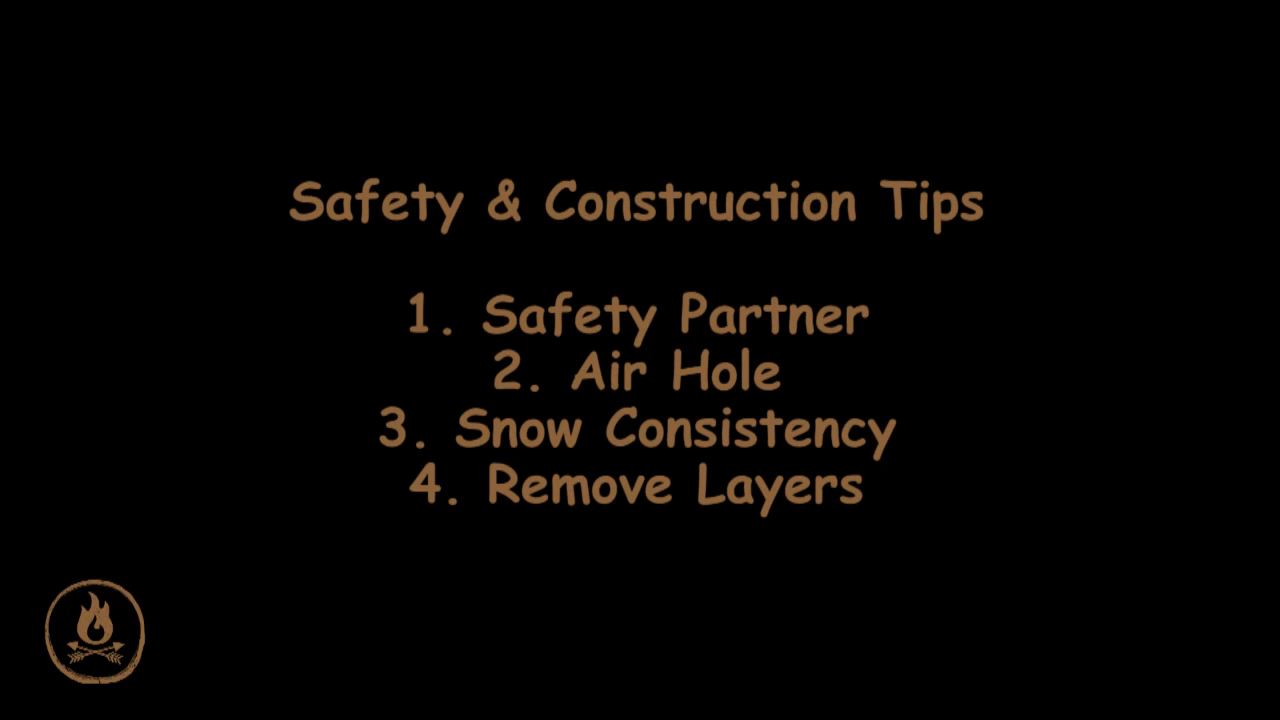 Safety & Construction Tips
1. Safety Partner
2. Air Hole
3. Snow Consistency
4. Remove Layers